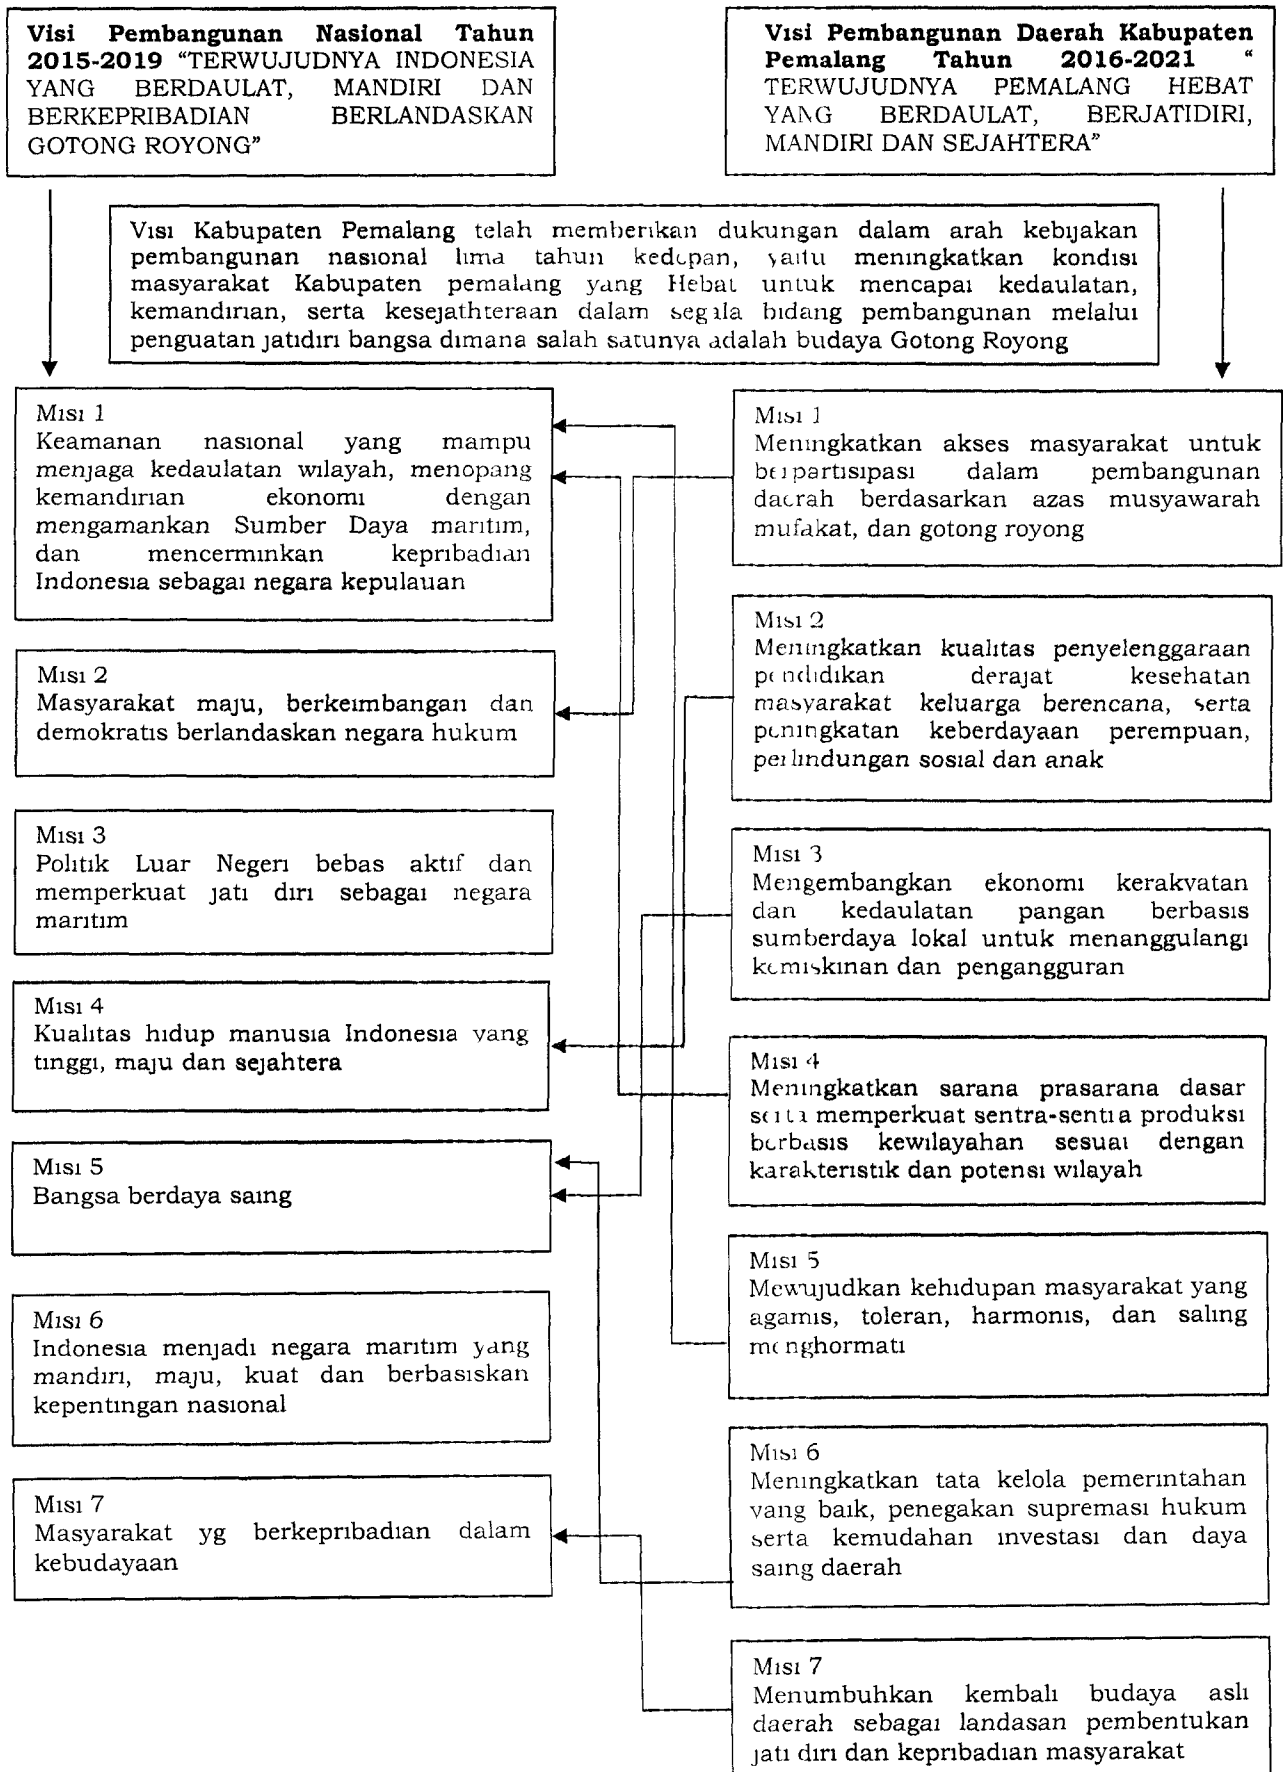 Visi Pembangunan Nasional Tahun
2015-2019 “TERWUJUDNYA INDONESIA
YANG BERDAULAT, MANDIRI DAN
BERKEPRIBADIAN BERLANDASKAN
GOTONG ROYONG”
Visi Pembangunan Daerah Kabupaten
Pemalang Tahun 2016-2021 “
TERWUJUDNYA PEMALANG HEBAT
YANG BERDAULAT, BERJATIDIRI,
MANDIRI DAN SEJAHTERA”
Visi Kabupaten Pemalang telah memberikan dukungan dalam arah kebijakan
pembangunan nasional lima tahun kedepan, yaitu meningkatkan kondisi
masyarakat Kabupaten pemalang yang Hebat untuk mencapai kedaulatan,
kemandirian, serta kesejathteraan dalam segala bidang pembangunan melalui
penguatan jatidiri bangsa dimana salah satunya adalah budaya Gotong Royong
Misi 1
Keamanan nasional yang mampu
menjaga kedaulatan wilayah, menopang
kemandirian ekonomi dengan
mengamankan Sumber Daya maritim,
dan mencerminkan kepribadian
Indonesia sebagai negara kepulauan
Misi 2
Masyarakat maju, berkeimbangan dan
demokratis berlandaskan negara hukum
Misi 3
Politik Luar Negeri bebas aktif dan
memperkuat jati diri sebagai negara
maritim
Misi 4
Kualitas hidup manusia Indonesia yang
tinggi, maju dan sejahtera
Misi 5
Bangsa berdaya saing
Misi 6
Indonesia menjadi negara maritim yang
mandiri, maju, kuat dan berbasiskan
kepentingan nasional
Misi 7
Masyarakat yg berkepribadian dalam
kebudayaan
Misi 1
Meningkatkan akses masyarakat untuk
berpartisipasi dalam pembangunan
daerah berdasarkan azas musyawarah
mufakat, dan gotong royong
Misi 2
Meningkatkan kualitas penyelenggaraan
pendidikan derajat kesehatan
masyarakat keluarga berencana, serta
peningkatan keberdayaan perempuan,
perlindungan sosial dan anak
Misi 3
Mengembangkan ekonomi kerakyatan
dan kedaulatan pangan berbasis
sumberdaya lokal untuk menanggulangi
kemiskinan dan pengangguran
Misi 4
Meningkatkan sarana prasarana dasar
serta memperkuat sentra-sentra produksi
berbasis kewilayahan sesuai dengan
karakteristik dan potensi wilayah
Misi 5
Mewujudkan kehidupan masyarakat yang
agamis, toleran, harmonis, dan saling
menghormati
Misi 6
Meningkatkan tata kelola pemerintahan
yang baik, penegakan supremasi hukum
serta kemudahan investasi dan daya
saing daerah
Misi 7
Menumbuhkan kembali budaya asli
daerah sebagai landasan pembentukan
jati diri dan kepribadian masyarakat